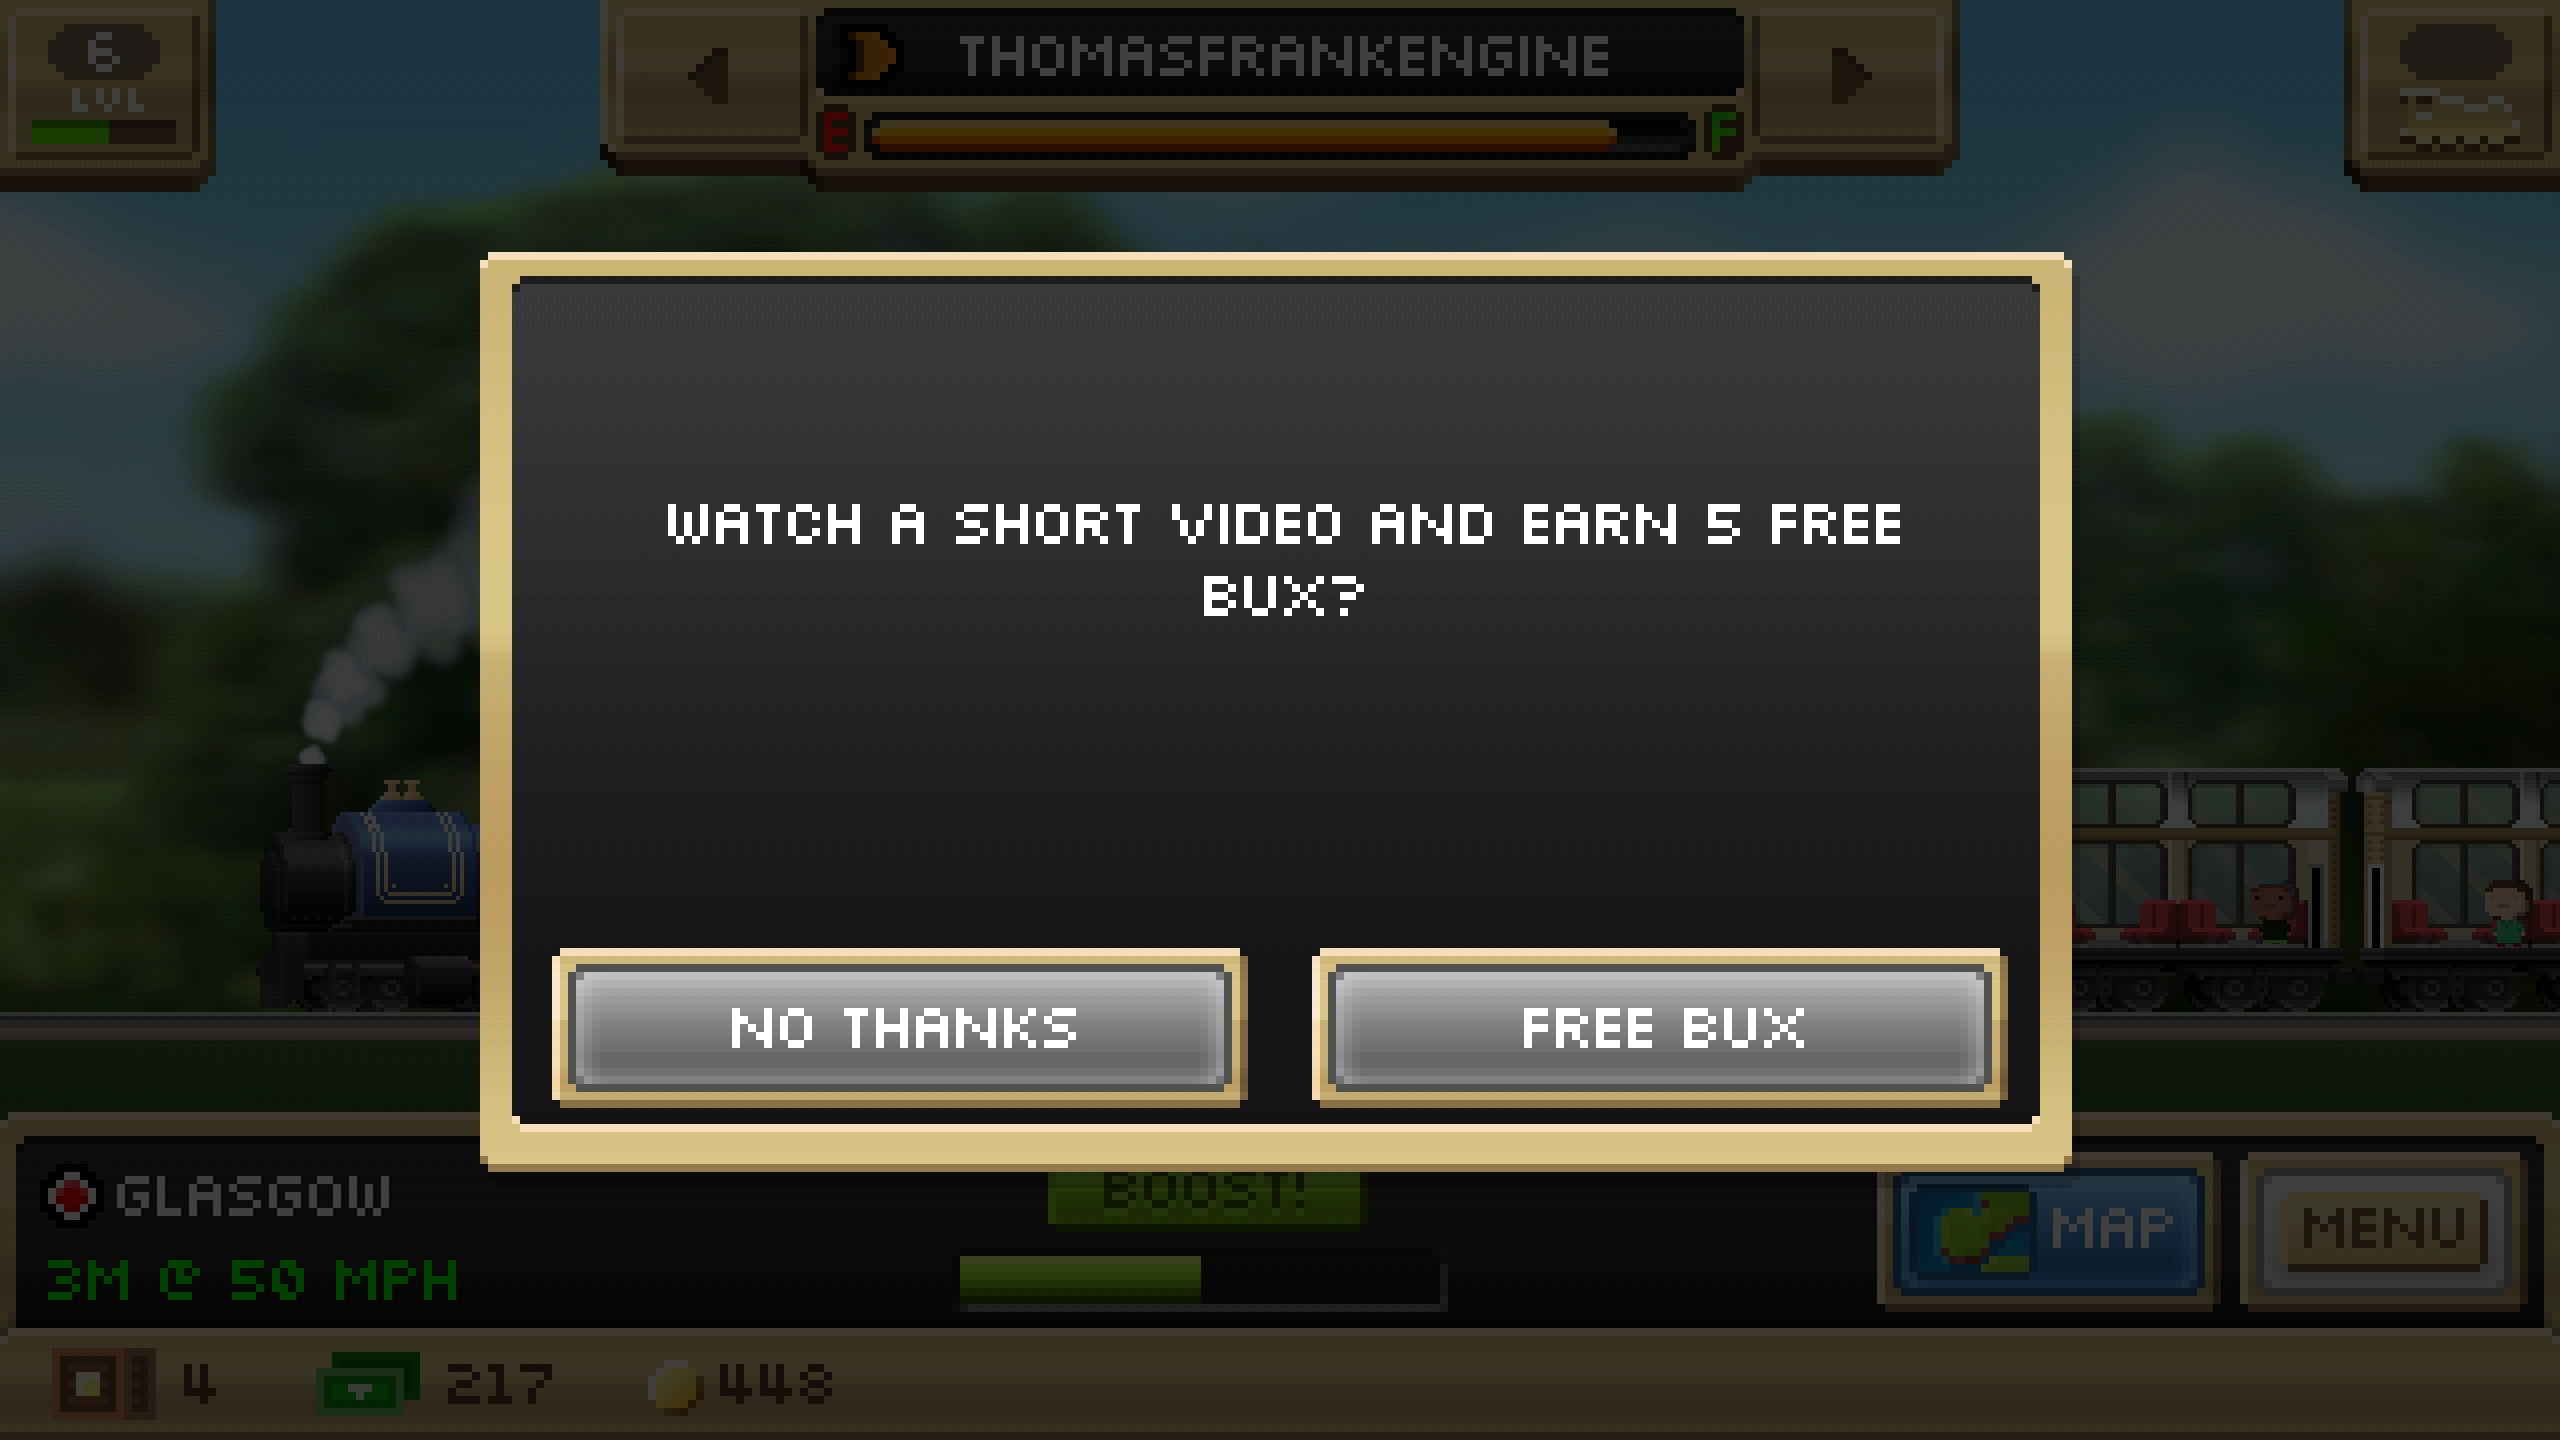 6
LVL
THOMASFRANKENGINE
E F
WATCH A SHORT VIDEO AND EARN 5 FREE
BUX?
NO THANKS
FREE BUX
GLASGOW
BOOST!
MAP
MENU
3M @ 50 MPH
4
217
448